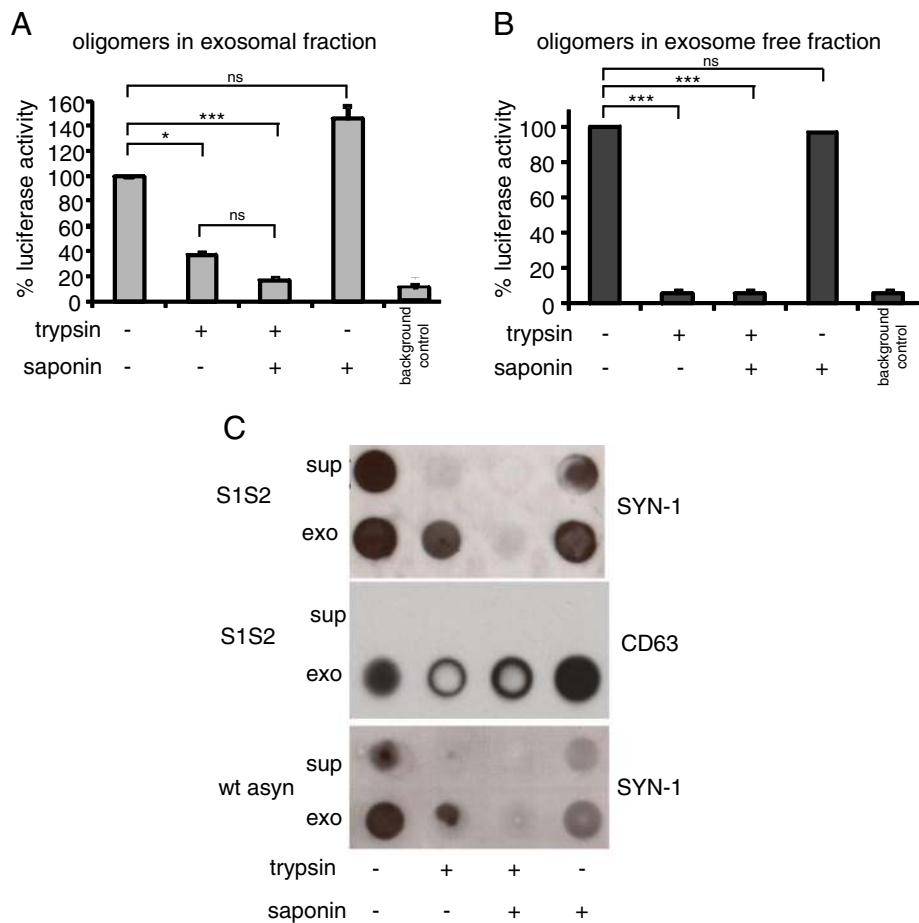 A
oligomers in exosomal fraction
ns
***
*
ns
% luciferase activity
160
140
120
100
80
60
40
20
0
trypsin - + + -
saponin - - + + background control
B
oligomers in exosome free fraction
ns
***
***
% luciferase activity
100
80
60
40
20
0
trypsin - + + -
saponin - - + + background control
C
S1S2 sup SYN-1
exo
S1S2 sup CD63
exo
wt asyn sup SYN-1
exo
trypsin - + + -
saponin - - + +